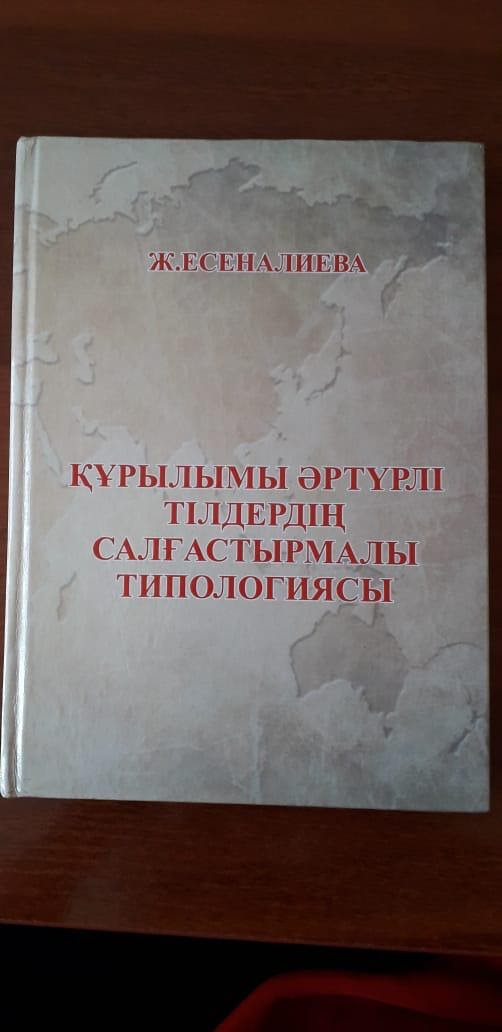 Ж.ЕСЕНАЛИЕВА
ҚҰРЫЛЫМЫ ӘРТҮРЛІ
ТІЛДЕРДІҢ
САЛҒАСТЫРМАЛЫ
ТИПОЛОГИЯСЫ